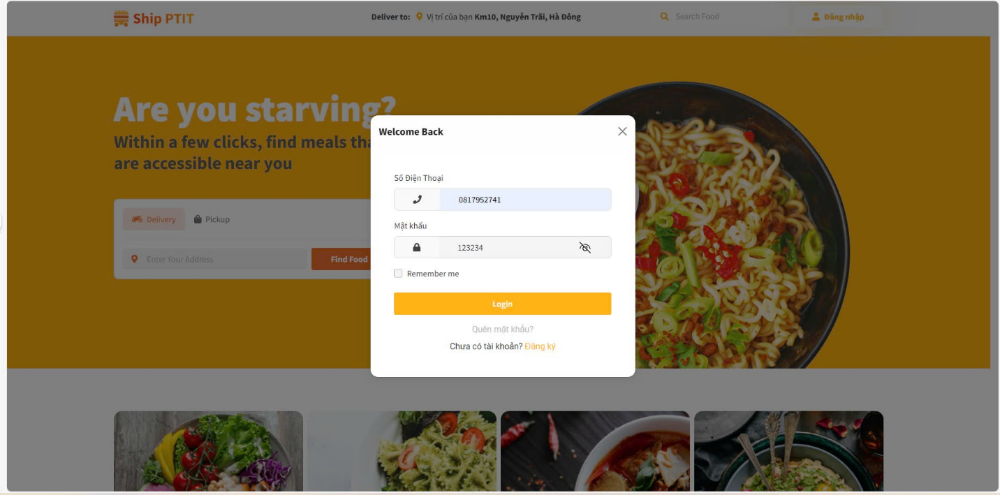 Ship PTIT
Deliver to: Vị trí của bạn Km10, Nguyễn Trãi, Hà Đông
Search Food
Đăng nhập
Are you starving?
Within a few clicks, find meals tha
are accessible near you
Delivery
Pickup
Enter Your Address
Find Food
Welcome Back
Số Điện Thoại
0817952741
Mật khẩu
123234
Remember me
Login
Quên mật khẩu?
Chưa có tài khoản? Đăng ký